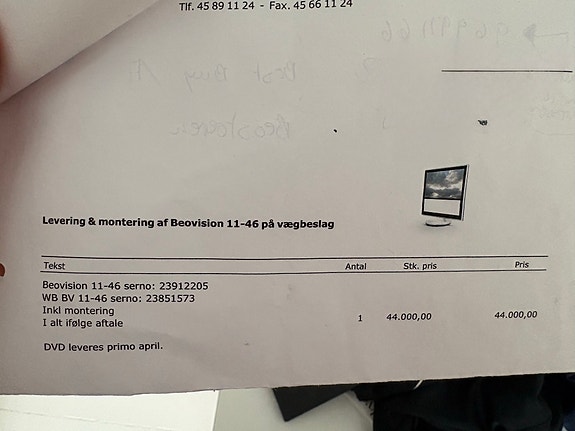 Tlf. 45 89 11 24 - Fax. 45 66 11 24
Levering & montering af Beovision 11-46 på vægbeslag
Tekst Antal Stk. pris Pris
Beovision 11-46 serno: 23912205
WB BV 11-46 serno: 23851573
Inkl montering
I alt ifølge aftale 1 44.000,00 44.000,00
DVD leveres primo april.